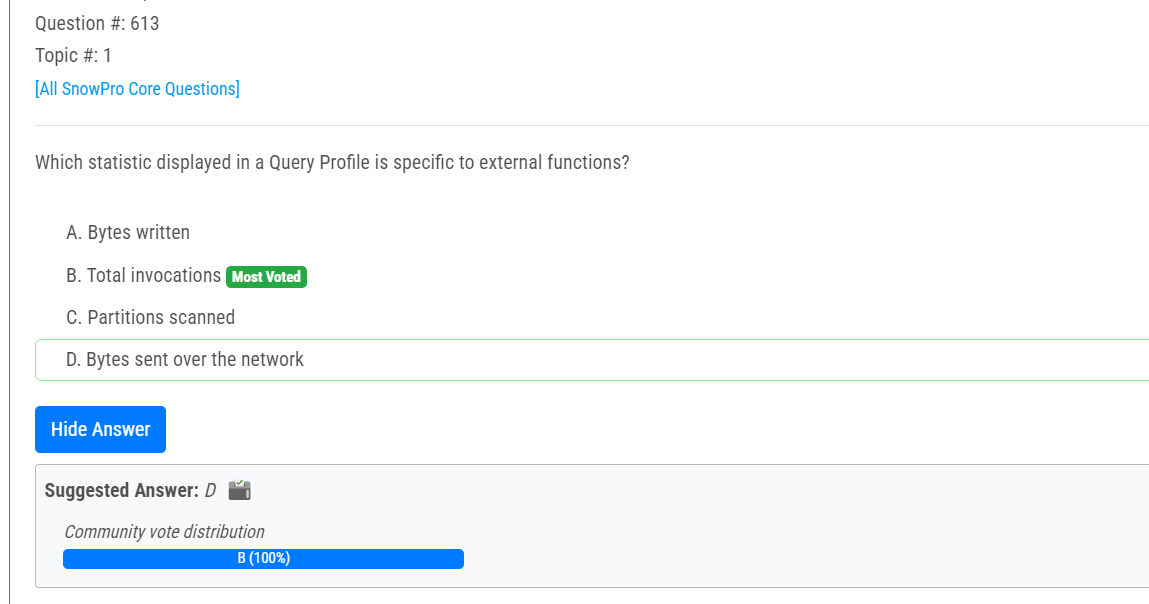 Question #: 613
Topic #: 1
[All SnowPro Core Questions]
Which statistic displayed in a Query Profile is specific to external functions?
A. Bytes written
B. Total invocations Most Voted
C. Partitions scanned
D. Bytes sent over the network
Hide Answer
Suggested Answer: D
Community vote distribution
B (100%)